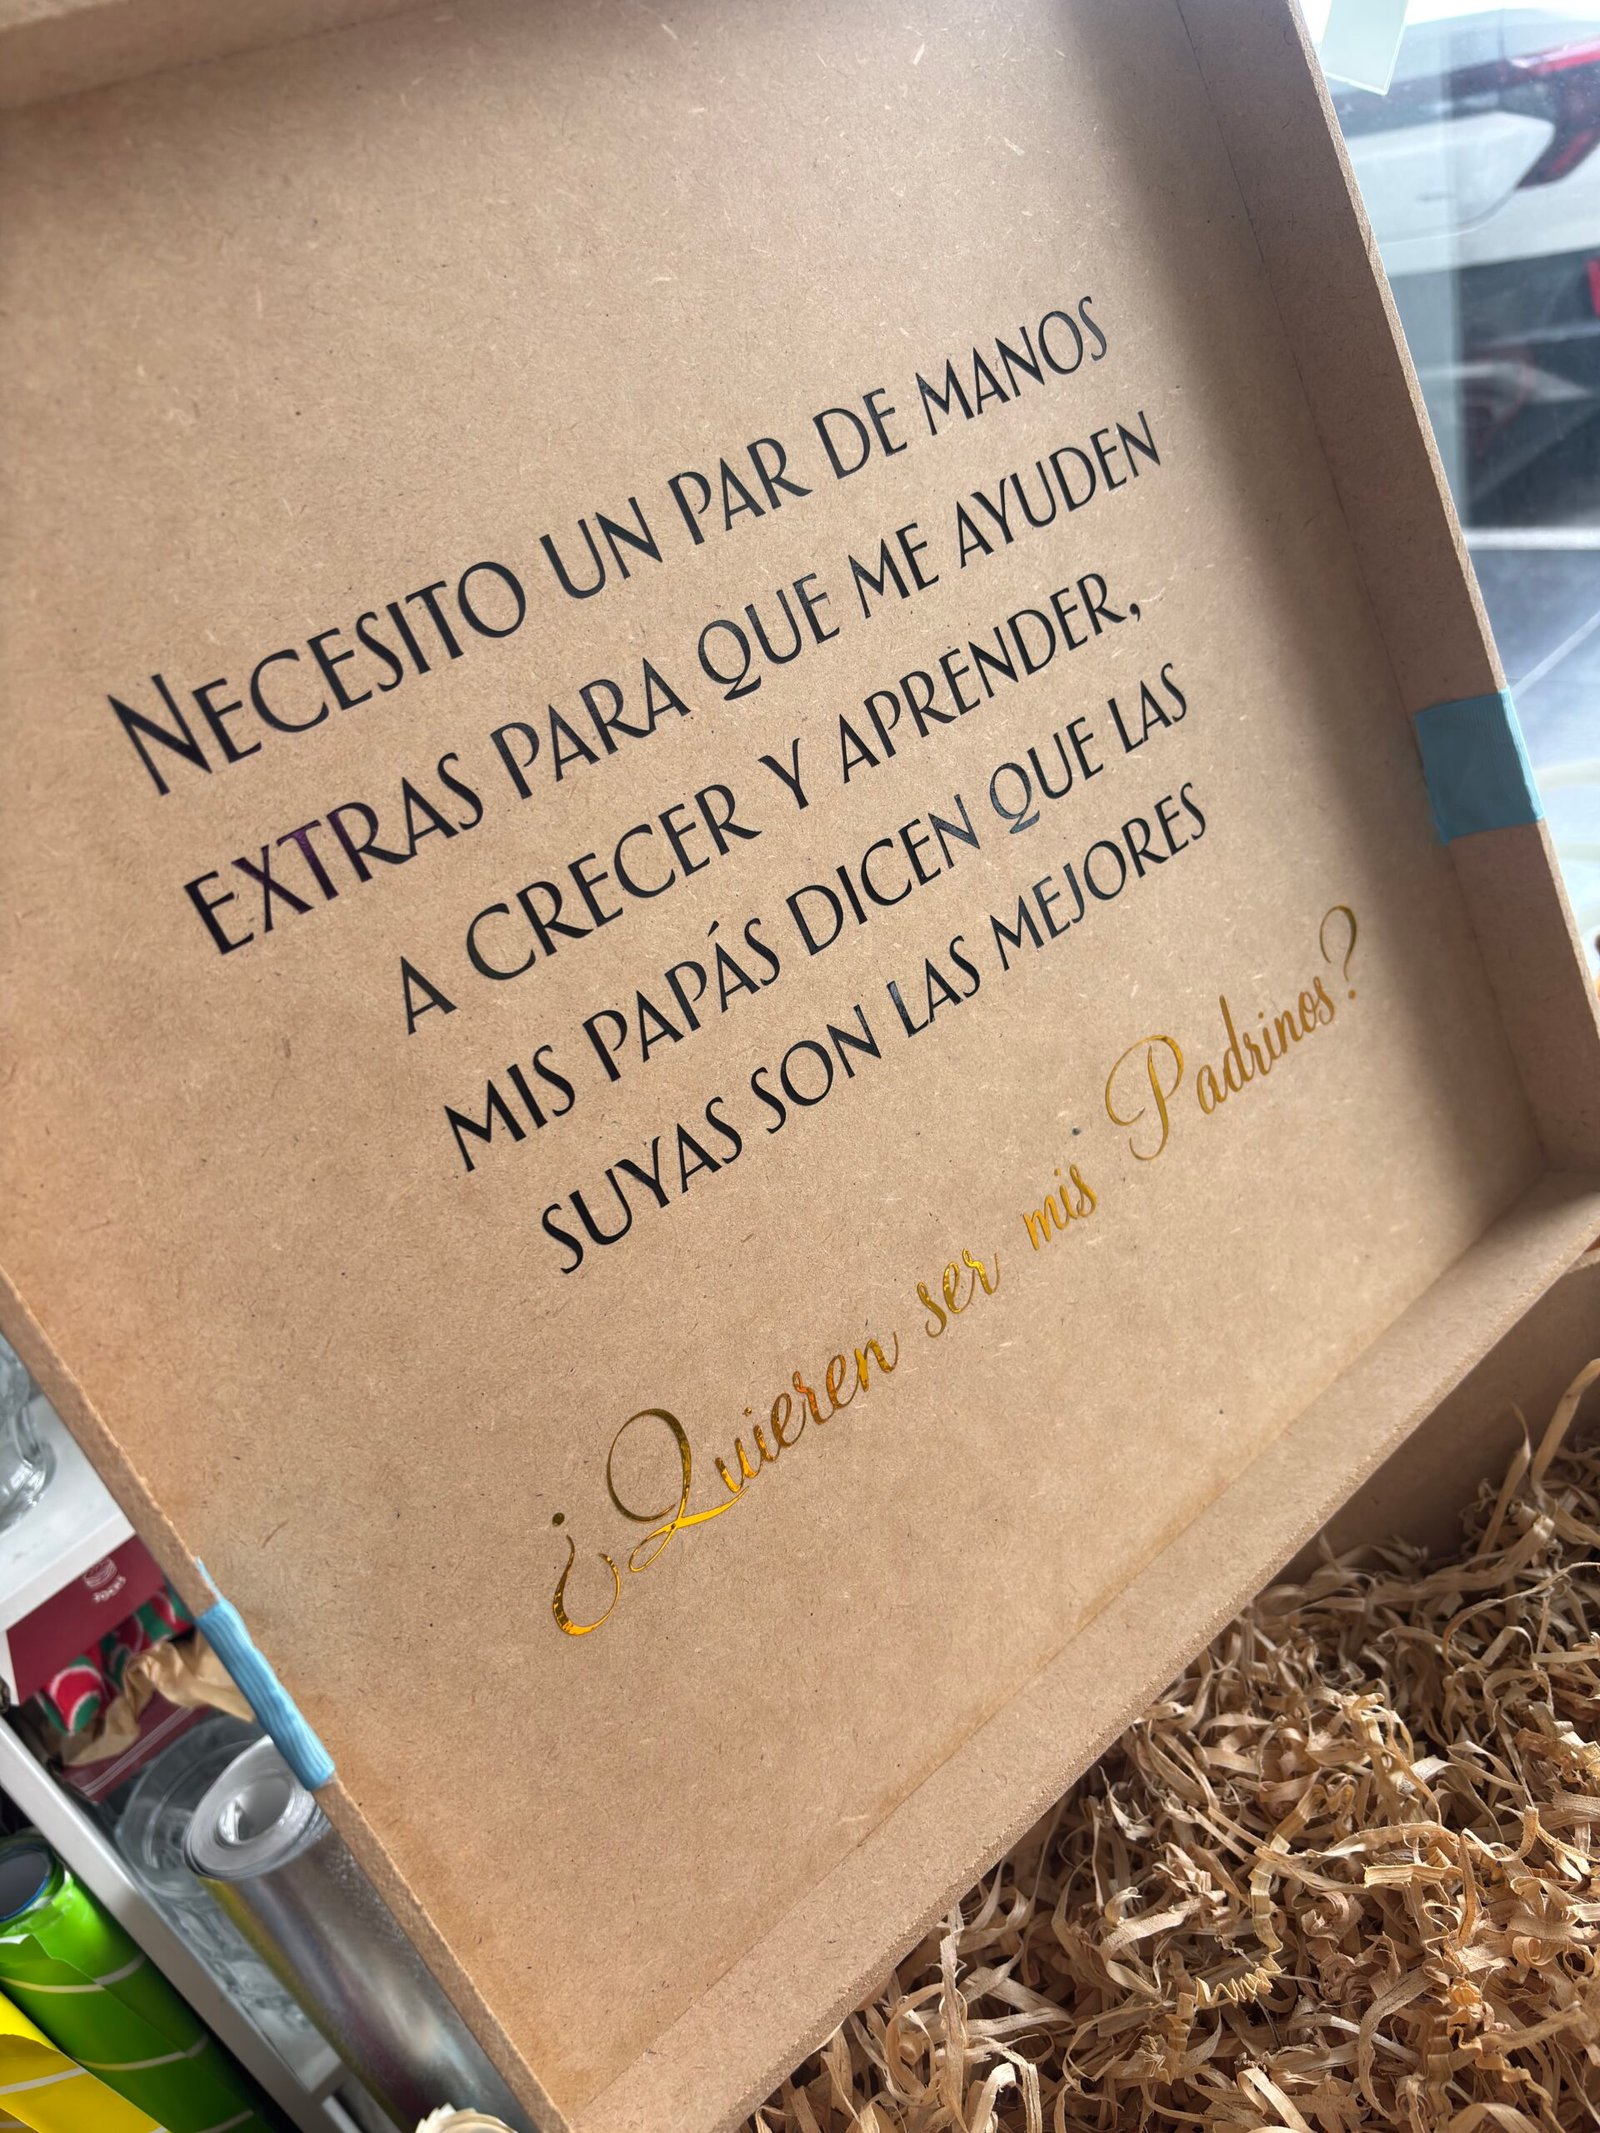 NECESITO UN PAR DE MANOS
EXTRAS PARA QUE ME AYUDEN
A CRECER Y APRENDER,
MIS PAPÁS DICEN QUE LAS
SUYAS SON LAS MEJORES
¿Quieren ser mis Padrinos?